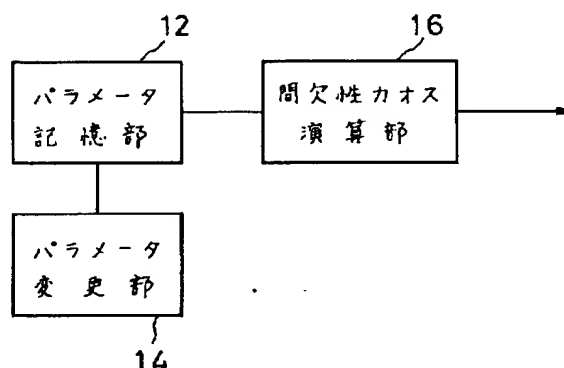 12
パラメータ
記憶部
16
間欠性カオス
演算部
パラメータ
変更部
14